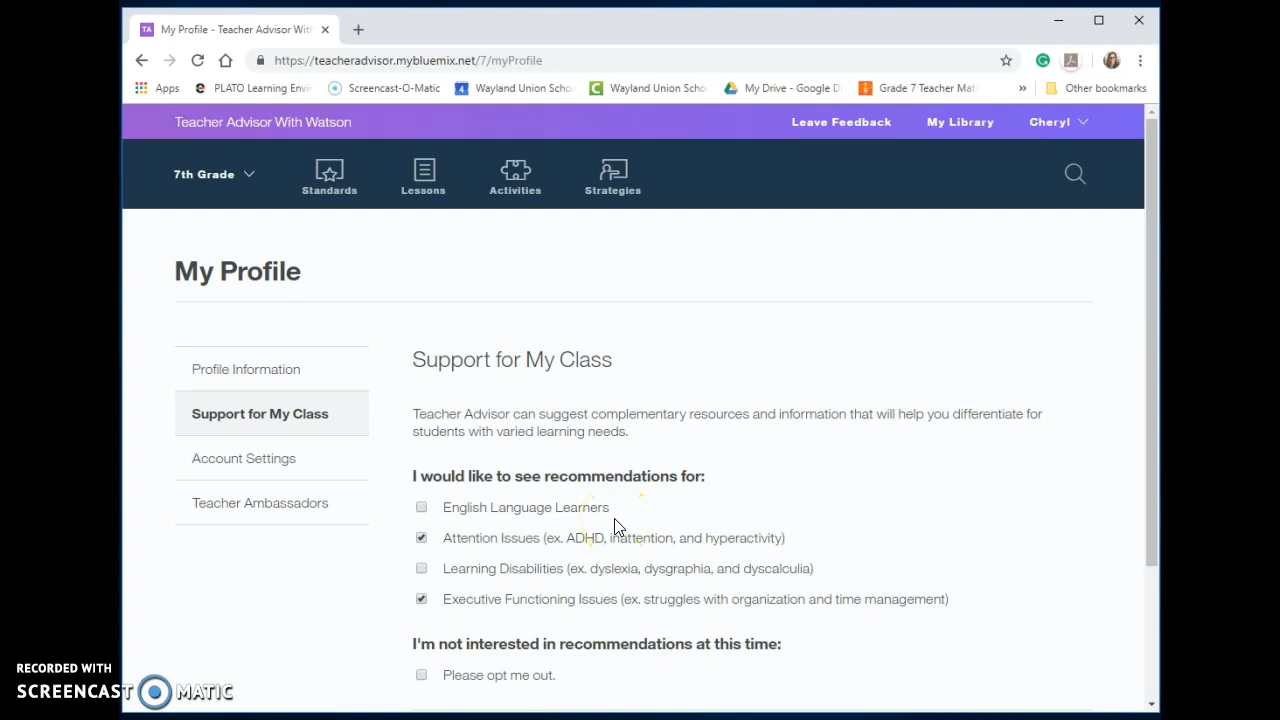 TA My Profile - Teacher Advisor With
https://teacheradvisor.mybluemix.net/7/myProfile
Apps PLATO Learning Envi Screencast-O-Matic Wayland Union Scho Wayland Union Scho My Drive - Google D Grade 7 Teacher Mat » Other bookmarks
Teacher Advisor With Watson Leave Feedback My Library Cheryl
7th Grade Standards Lessons Activities Strategies
My Profile
Profile Information
Support for My Class
Account Settings
Teacher Ambassadors
Support for My Class
Teacher Advisor can suggest complementary resources and information that will help you differentiate for
students with varied learning needs.
I would like to see recommendations for:
English Language Learners
Attention Issues (ex. ADHD, inattention, and hyperactivity)
Learning Disabilities (ex. dyslexia, dysgraphia, and dyscalculia)
Executive Functioning Issues (ex. struggles with organization and time management)
I'm not interested in recommendations at this time:
Please opt me out.
RECORDED WITH
SCREENCAST MATIC